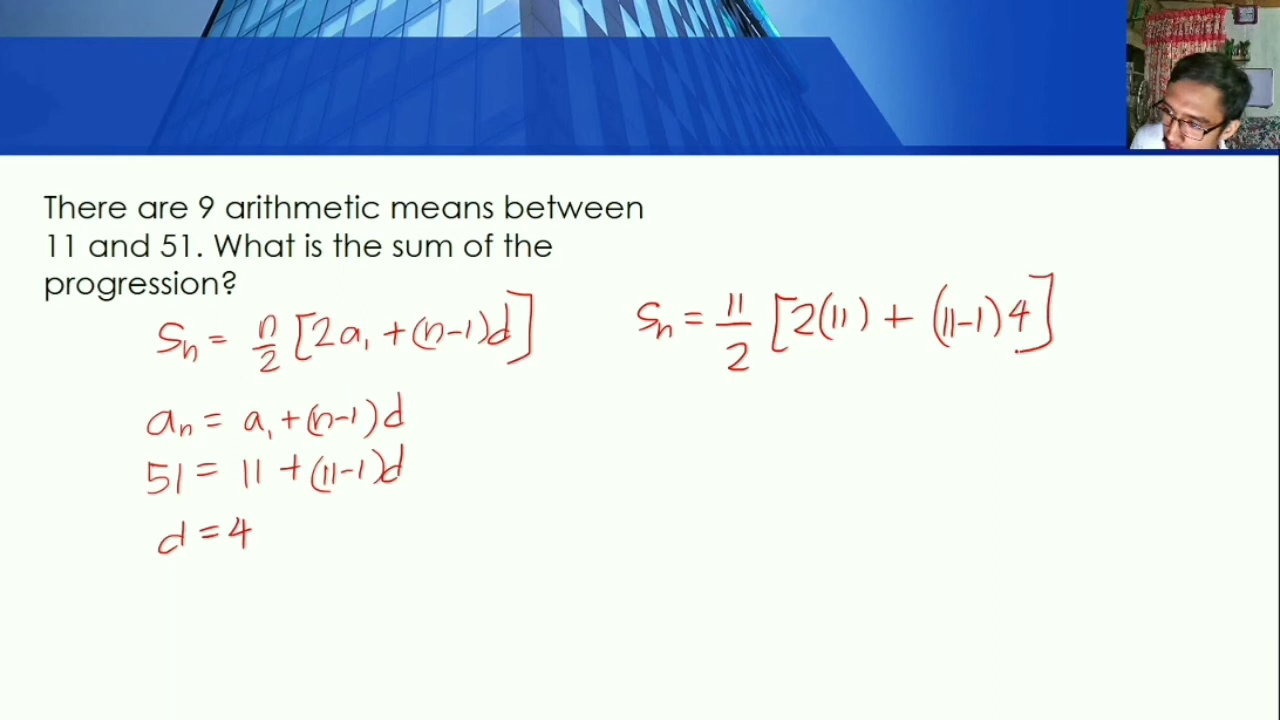 There are 9 arithmetic means between
11 and 51. What is the sum of the
progression?
Sn = n/2 [2a₁ + (n-1)d]
an = a₁ + (n-1)d
51 = 11 + (11-1)d
d = 4
Sn = 11/2 [2(11) + (11-1)4]